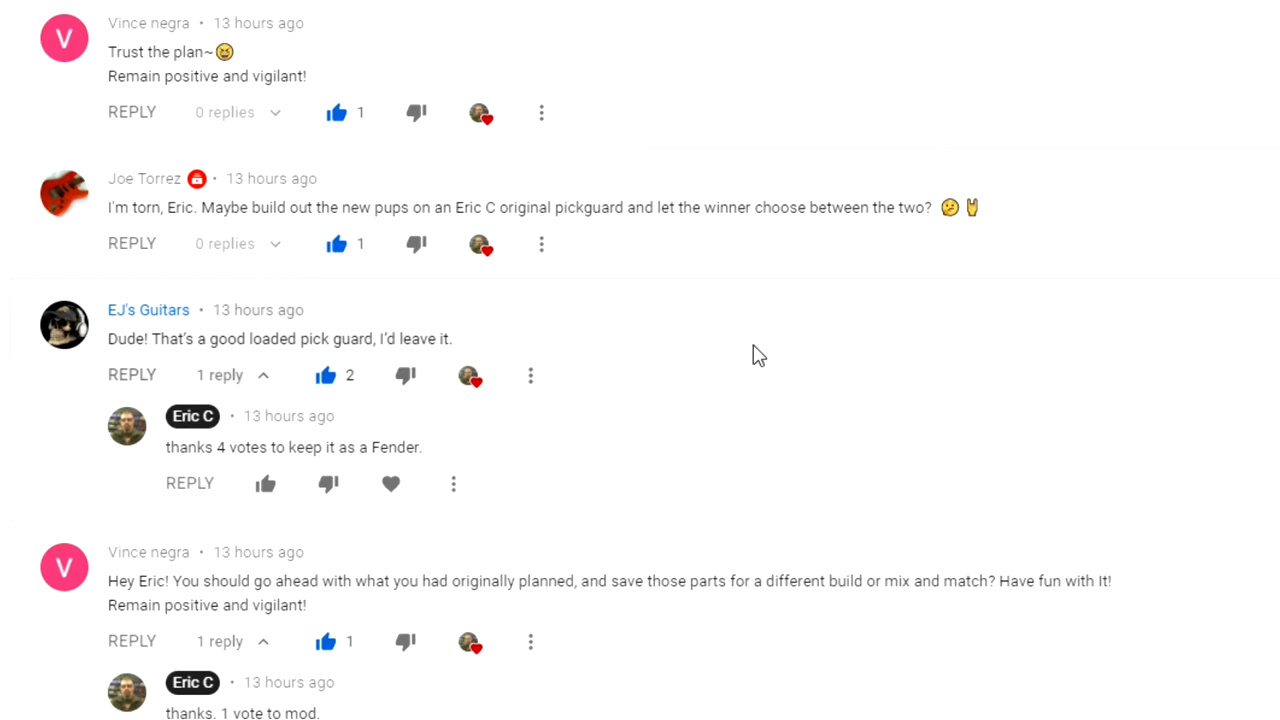 Vince negra • 13 hours ago
Trust the plan~😆
Remain positive and vigilant!
REPLY 0 replies 1
Joe Torrez • 13 hours ago
I'm torn, Eric. Maybe build out the new pups on an Eric C original pickguard and let the winner choose between the two? 🫤🤘
REPLY 0 replies 1
EJ's Guitars • 13 hours ago
Dude! That's a good loaded pick guard, I'd leave it.
REPLY 1 reply 2
Eric C • 13 hours ago
thanks 4 votes to keep it as a Fender.
REPLY
Vince negra • 13 hours ago
Hey Eric! You should go ahead with what you had originally planned, and save those parts for a different build or mix and match? Have fun with It!
Remain positive and vigilant!
REPLY 1 reply 1
Eric C • 13 hours ago
thanks. 1 vote to mod.
V
V